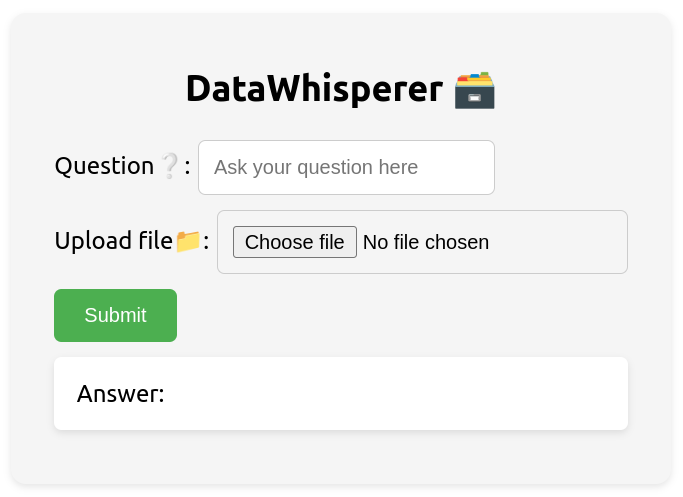 DataWhisperer 🗃️
Question❔: Ask your question here
Upload file📁: Choose file No file chosen
Submit
Answer: